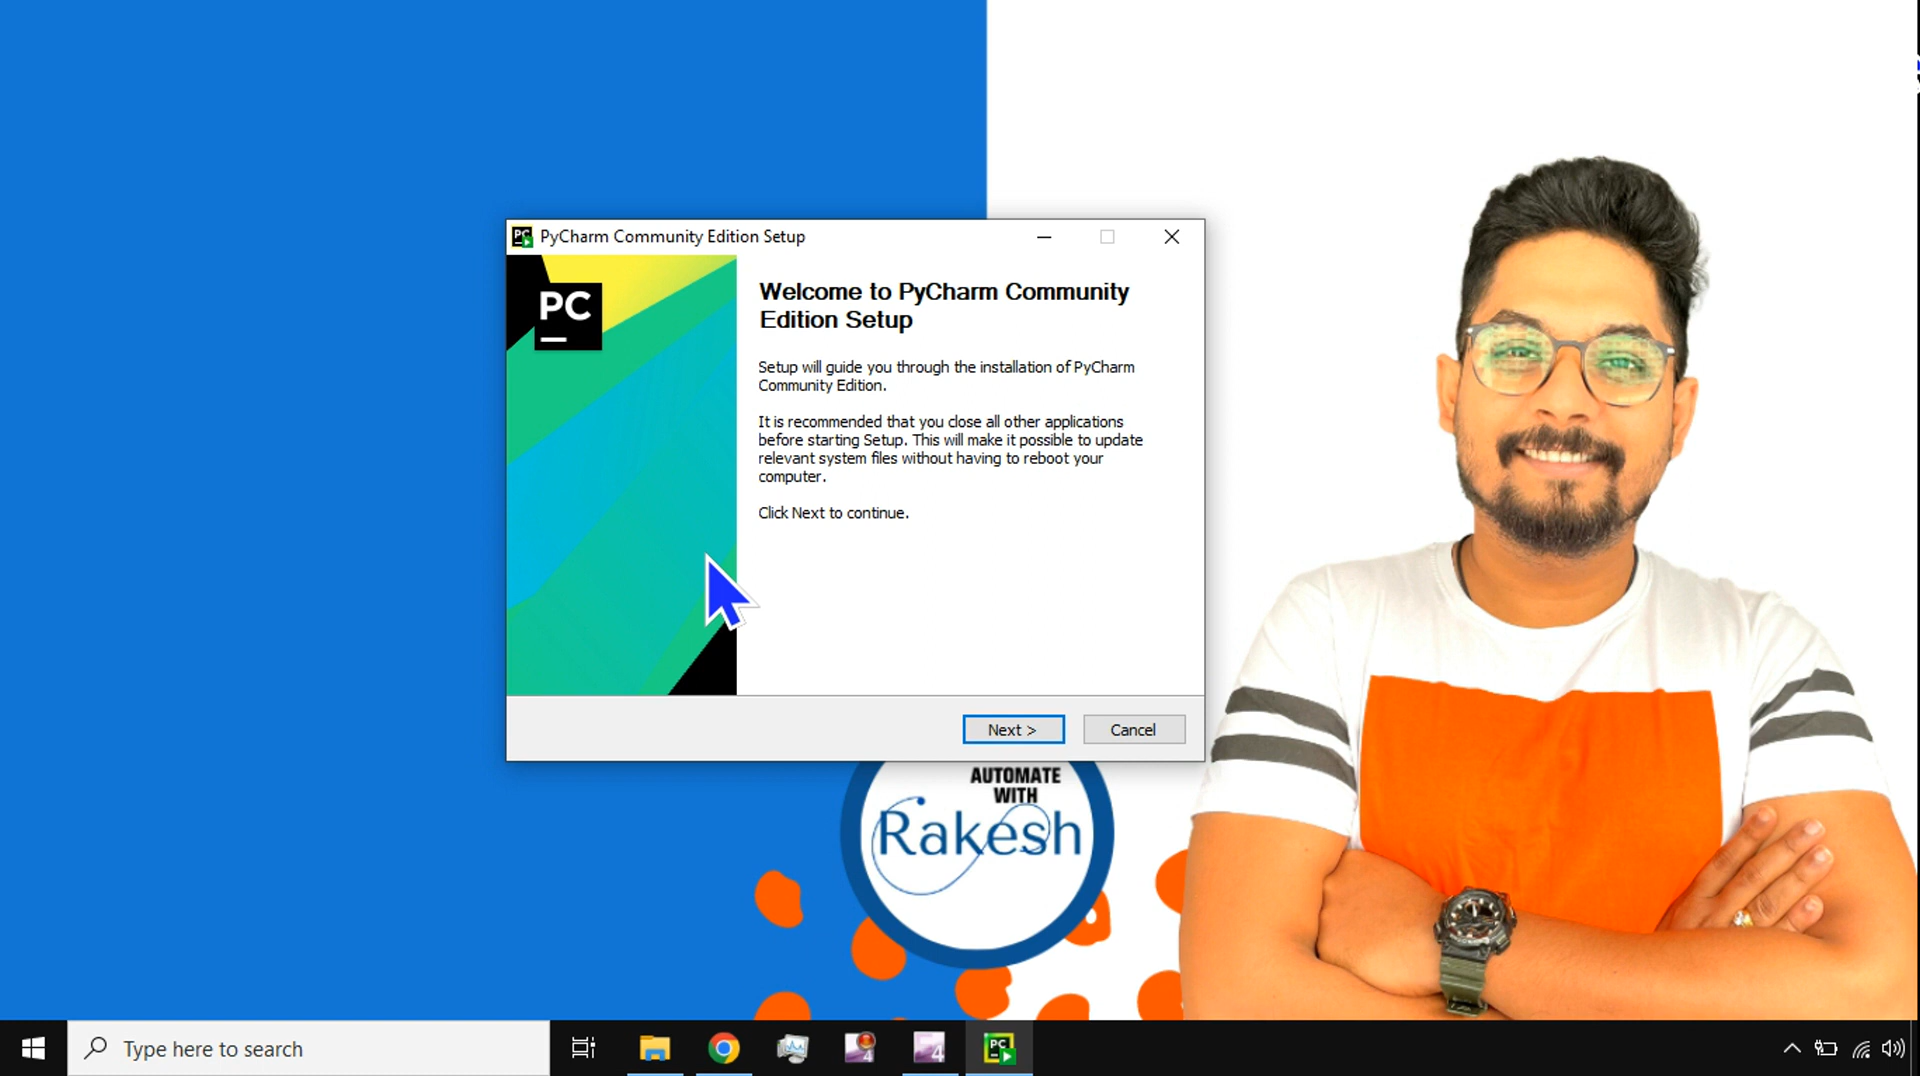 PyCharm Community Edition Setup
PC
Welcome to PyCharm Community
Edition Setup
Setup will guide you through the installation of PyCharm
Community Edition.
It is recommended that you close all other applications
before starting Setup. This will make it possible to update
relevant system files without having to reboot your
computer.
Click Next to continue.
Next >
Cancel
AUTOMATE
WITH
Rakesh
Type here to search
4
4
PC